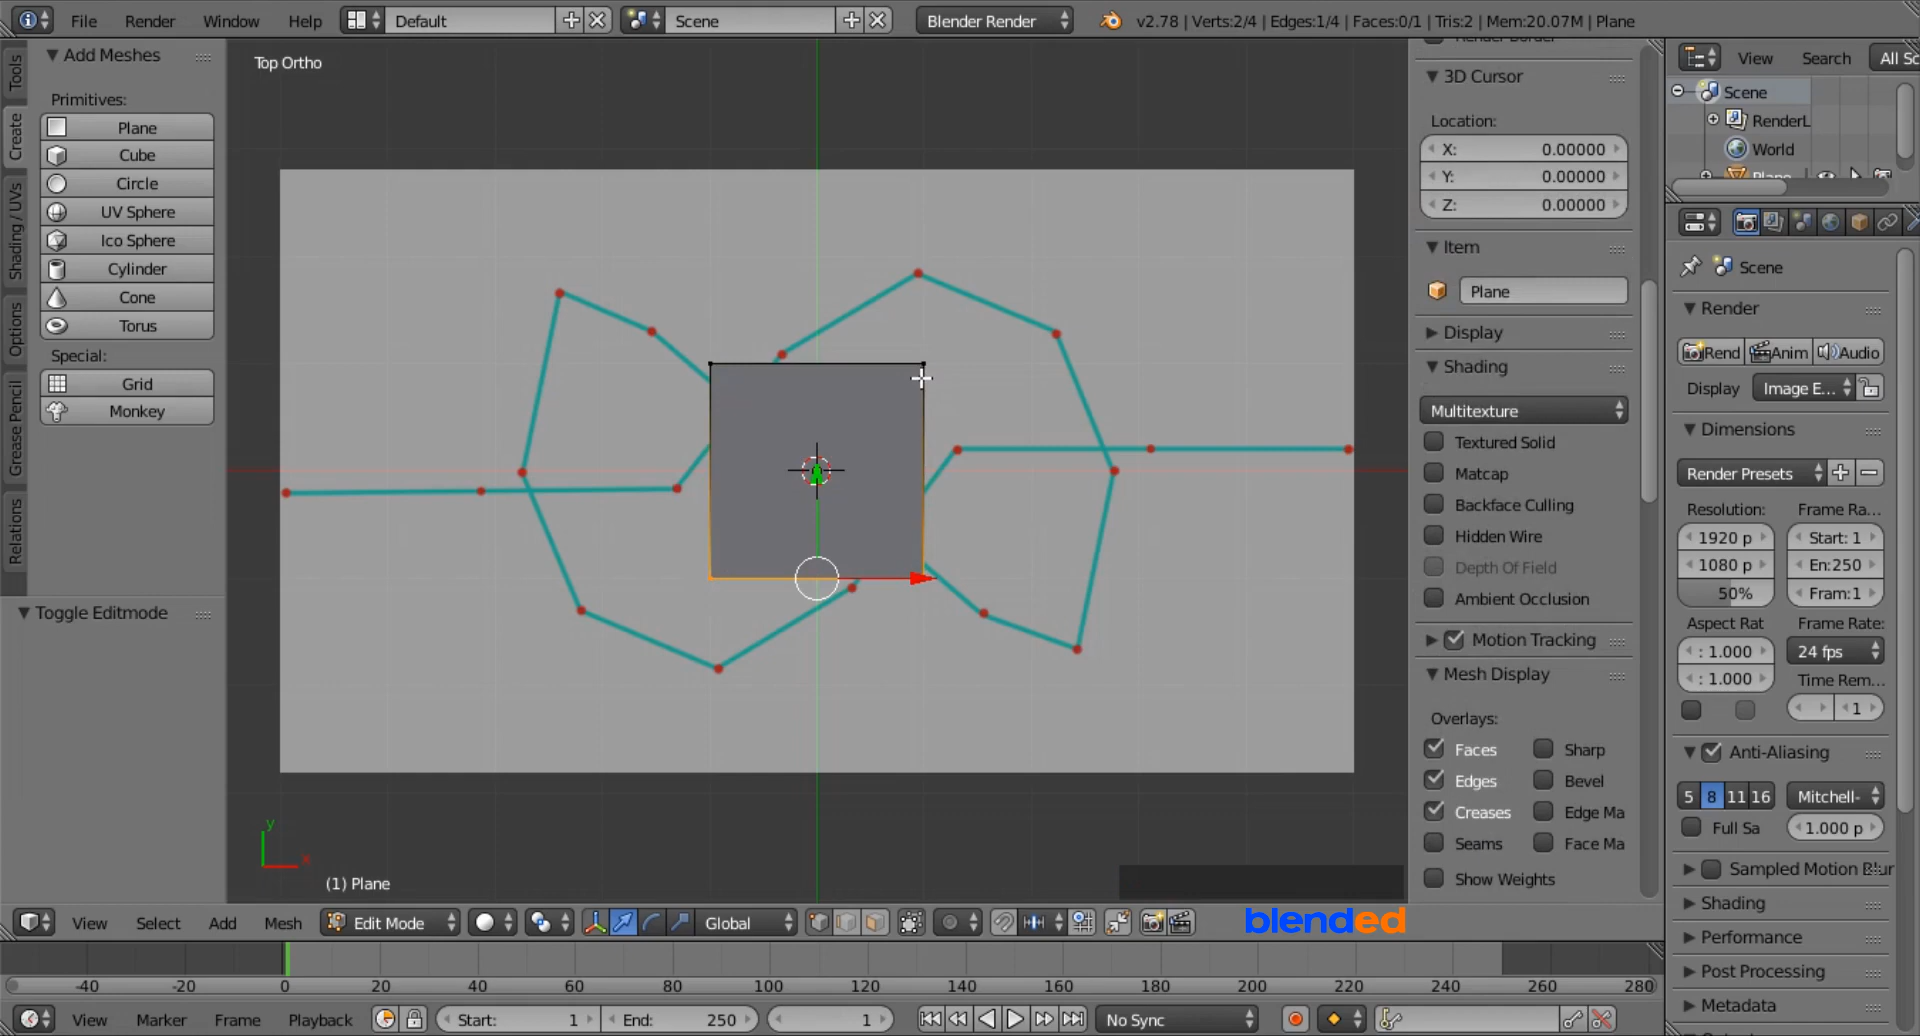 File Render Window Help Default Scene Blender Render v2.78 | Verts:2/4 | Edges:1/4 | Faces:0/1 | Tris:2 | Mem:20.07M | Plane
Tools
Create
Shading / UVs
Options
Grease Pencil
Relations
Add Meshes
Primitives:
Plane
Cube
Circle
UV Sphere
Ico Sphere
Cylinder
Cone
Torus
Special:
Grid
Monkey
Toggle Editmode
Top Ortho
y
x
(1) Plane
3D Cursor
Location:
X: 0.00000
Y: 0.00000
Z: 0.00000
Item
Plane
Display
Shading
Multitexture
Textured Solid
Matcap
Backface Culling
Hidden Wire
Depth Of Field
Ambient Occlusion
Motion Tracking
Mesh Display
Overlays:
Faces Sharp
Edges Bevel
Creases Edge Ma
Seams Face Ma
Show Weights
View Search All Sc
Scene
RenderL
World
Plane
Scene
Render
Rend Anim Audio
Display Image E...
Dimensions
Render Presets
Resolution: Frame Ra...
1920 p Start: 1
1080 p En:250
50% Fram:1
Aspect Rat Frame Rate:
: 1.000 24 fps
: 1.000 Time Rem...
1
Anti-Aliasing
5 8 11 16 Mitchell-
Full Sa 1.000 p
Sampled Motion Blur
Shading
Performance
Post Processing
Metadata
View Select Add Mesh Edit Mode Global
blended
-40 -20 0 20 40 60 80 100 120 140 160 180 200 220 240 260 280
View Marker Frame Playback Start: 1 End: 250 1 No Sync